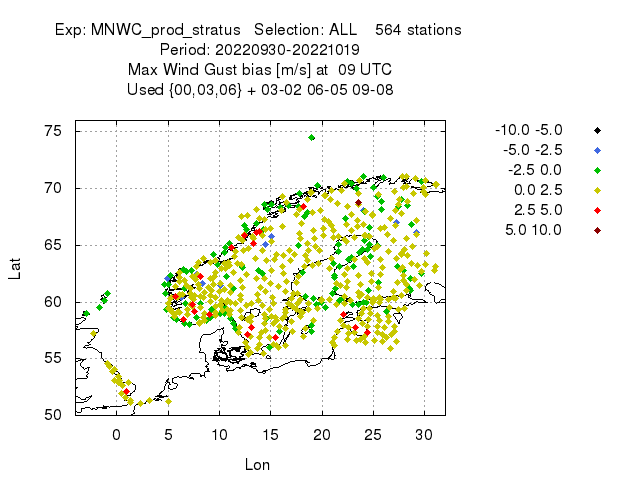 Exp: MNWC_prod_stratus   Selection: ALL    564 stations
Period: 20220930-20221019
Max Wind Gust bias [m/s] at  09 UTC
Used {00,03,06} + 03-02 06-05 09-08
-10.0 -5.0
-5.0 -2.5
-2.5 0.0
0.0 2.5
2.5 5.0
5.0 10.0
Lat
75
70
65
60
55
50
0 5 10 15 20 25 30
Lon